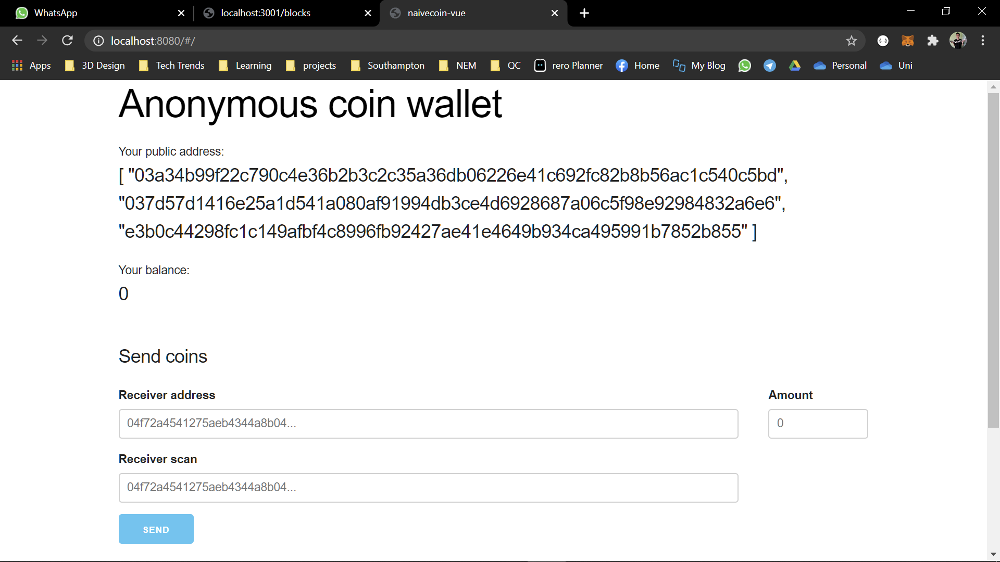 WhatsApp
localhost:3001/blocks
naivecoin-vue
localhost:8080/#/
Apps 3D Design Tech Trends Learning projects Southampton NEM QC rero Planner Home My Blog Personal Uni
Anonymous coin wallet
Your public address:
[ "03a34b99f22c790c4e36b2b3c2c35a36db06226e41c692fc82b8b56ac1c540c5bd",
"037d57d1416e25a1d541a080af91994db3ce4d6928687a06c5f98e92984832a6e6",
"e3b0c44298fc1c149afbf4c8996fb92427ae41e4649b934ca495991b7852b855" ]
Your balance:
0
Send coins
Receiver address Amount
04f72a4541275aeb4344a8b04... 0
Receiver scan
04f72a4541275aeb4344a8b04...
SEND